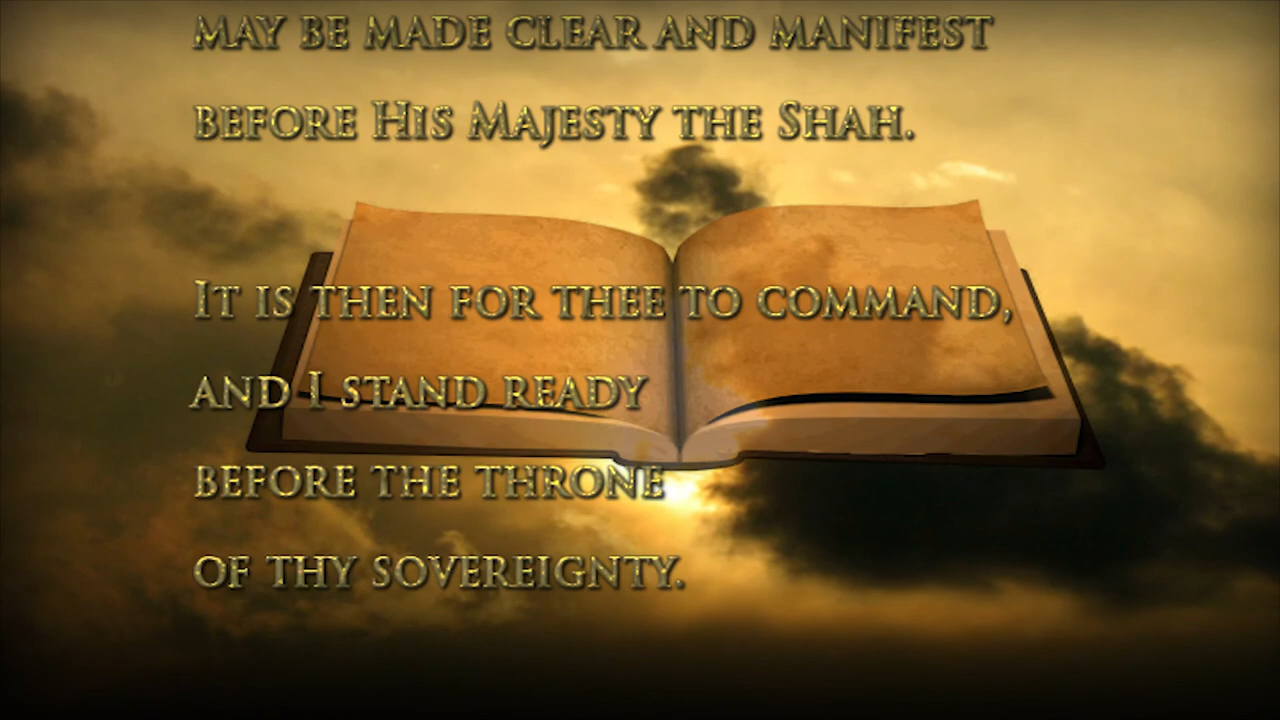 MAY BE MADE CLEAR AND MANIFEST
BEFORE HIS MAJESTY THE SHAH.
IT IS THEN FOR THEE TO COMMAND,
AND I STAND READY
BEFORE THE THRONE
OF THY SOVEREIGNTY.